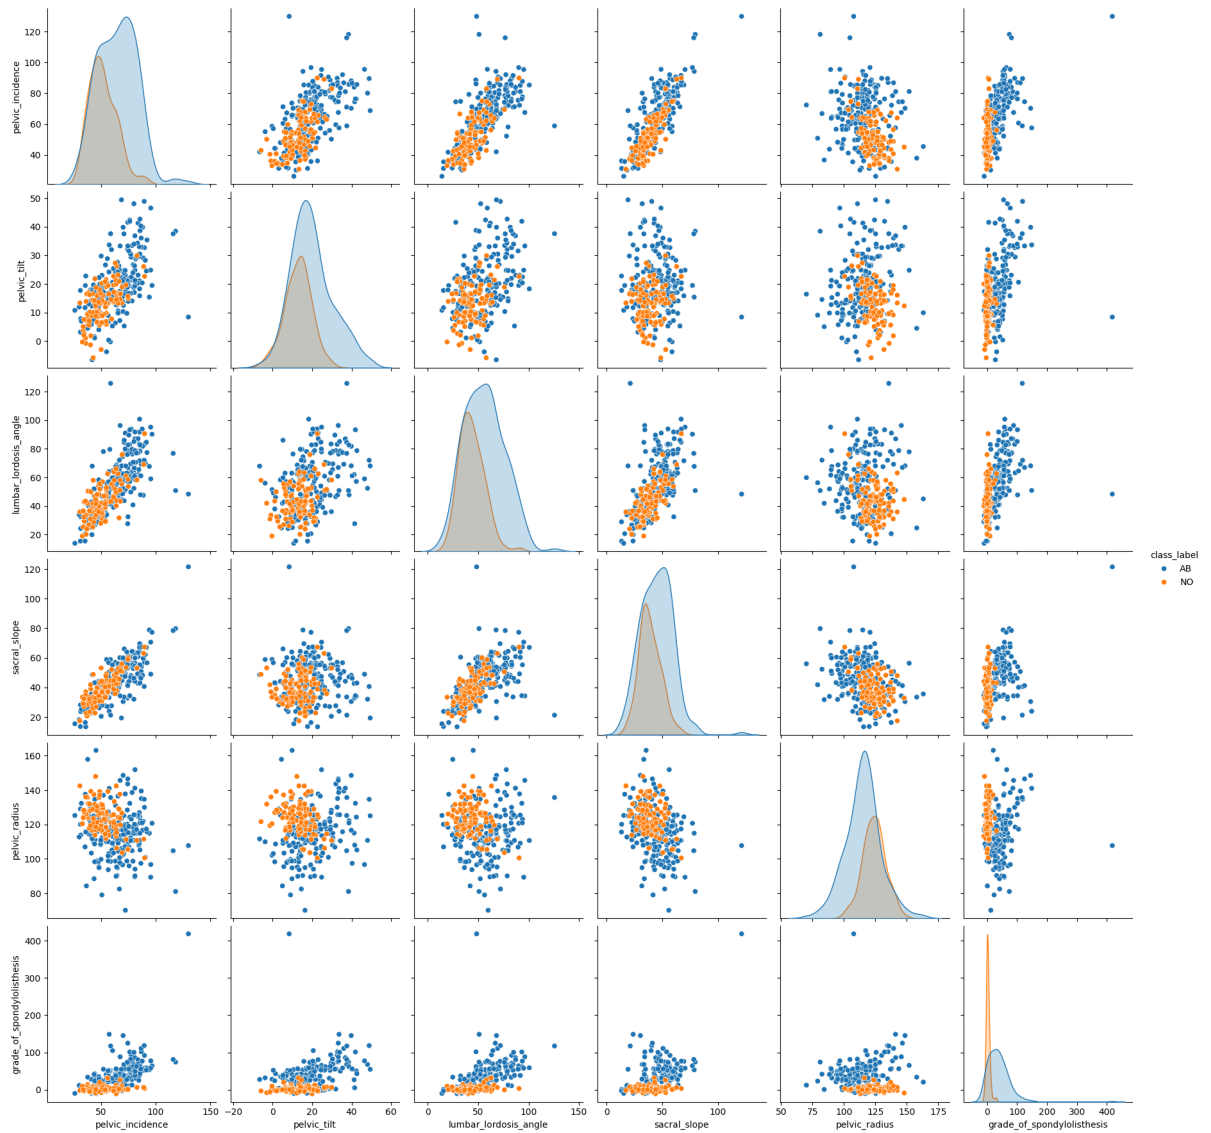 120
100
80
60
40
pelvic_incidence
50
40
30
20
10
0
pelvic_tilt
120
100
80
60
40
20
lumbar_lordosis_angle
class_label
AB
NO
120
100
80
60
40
20
sacral_slope
160
140
120
100
80
pelvic_radius
400
300
200
100
0
grade_of_spondylolisthesis
50 100 150
−20 0 20 40 60
0 50 100 150
0 50 100
50 75 100 125 150 175
0 100 200 300 400
pelvic_incidence
pelvic_tilt
lumbar_lordosis_angle
sacral_slope
pelvic_radius
grade_of_spondylolisthesis